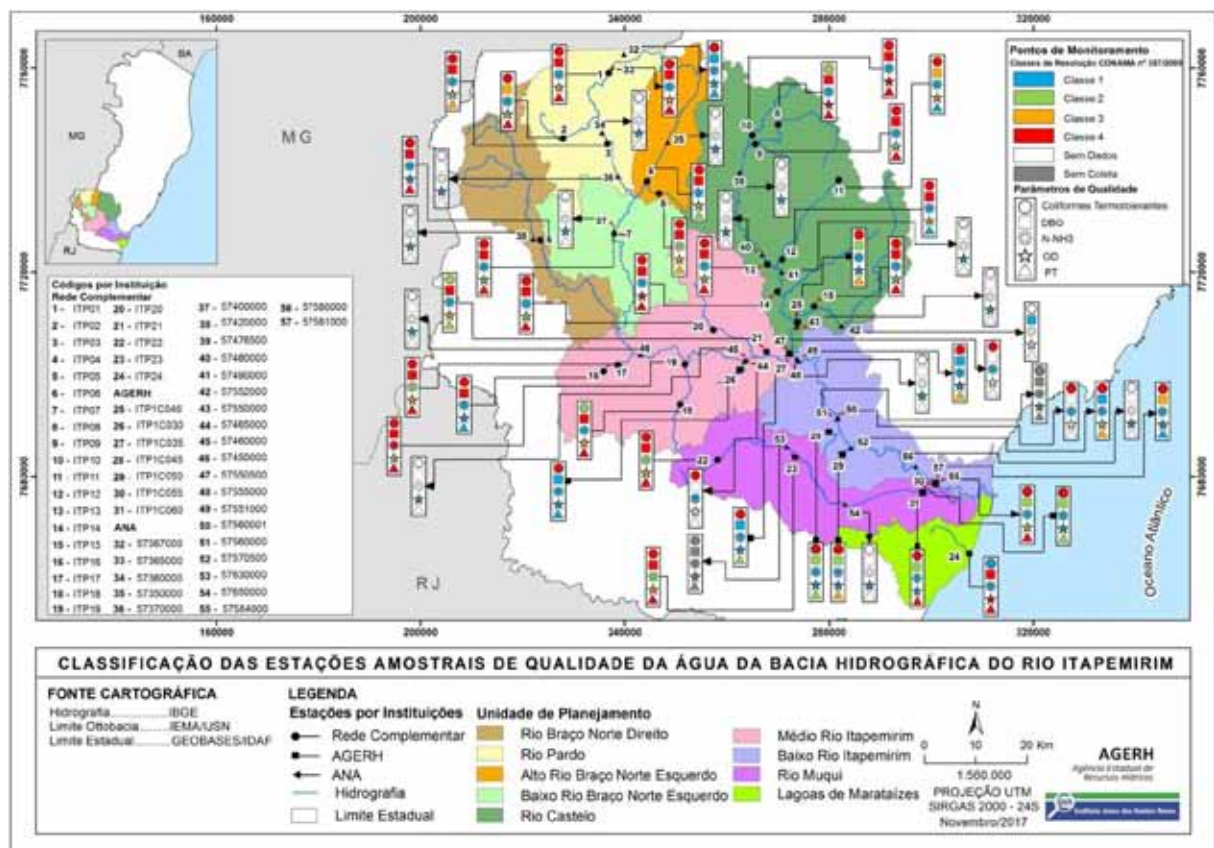 160000 200000 240000 280000 320000
7760000
7720000
7680000
BA
MG
RJ
MG
RJ
Oceano Atlântico
Pontos de Monitoramento
Classes de Resolução CONAMA nº
Classe 1
Classe 2
Classe 3
Classe 4
Sem Dados
Sem Coleta
Parâmetros de Qualidade
Coliformes Termotolerantes
DBO
N-NH3
OD
PT
Códigos por Instituição
Rede Complementar
1 - ITP01 20 - ITP20 37 - 57400000 56 - 57580000
2 - ITP02 21 - ITP21 38 - 57420000 57 - 57581000
3 - ITP03 22 - ITP22 39 - 57476500
4 - ITP04 23 - ITP23 40 - 57480000
5 - ITP05 24 - ITP24 41 - 57490000
6 - ITP06 AGERH 42 - 57552000
7 - ITP07 25 - ITP1C040 43 - 57550000
8 - ITP08 26 - ITP1C030 44 - 57465000
9 - ITP09 27 - ITP1C035 45 - 57460000
10 - ITP10 28 - ITP1C045 46 - 57450000
11 - ITP11 29 - ITP1C050 47 - 57550500
12 - ITP12 30 - ITP1C055 48 - 57555000
13 - ITP13 31 - ITP1C060 49 - 57551000
14 - ITP14 ANA 50 - 57560001
15 - ITP15 32 - 57367000 51 - 57560000
16 - ITP16 33 - 57365000 52 - 57570500
17 - ITP17 34 - 57360000 53 - 57630000
18 - ITP18 35 - 57350000 54 - 57650000
19 - ITP19 36 - 57370000 55 - 57564000
160000 200000 240000 280000 320000
CLASSIFICAÇÃO DAS ESTAÇÕES AMOSTRAIS DE QUALIDADE DA ÁGUA DA BACIA HIDROGRÁFICA DO RIO ITAPEMIRIM
FONTE CARTOGRÁFICA
Hidrografia..............IBGE
Limite Ottobacia........IEMA/USN
Limite Estadual.........GEOBASES/IDAF
LEGENDA
Estações por Instituições
Rede Complementar
AGERH
ANA
Hidrografia
Limite Estadual
Unidade de Planejamento
Rio Braço Norte Direito
Rio Pardo
Alto Rio Braço Norte Esquerdo
Baixo Rio Braço Norte Esquerdo
Rio Castelo
Médio Rio Itapemirim
Baixo Rio Itapemirim
Rio Muqui
Lagoas de Marataízes
N
0 10 20 Km
1:560.000
PROJEÇÃO UTM
SIRGAS 2000 - 24S
Novembro/2017
AGERH
Agência Estadual de
Recursos Hídricos